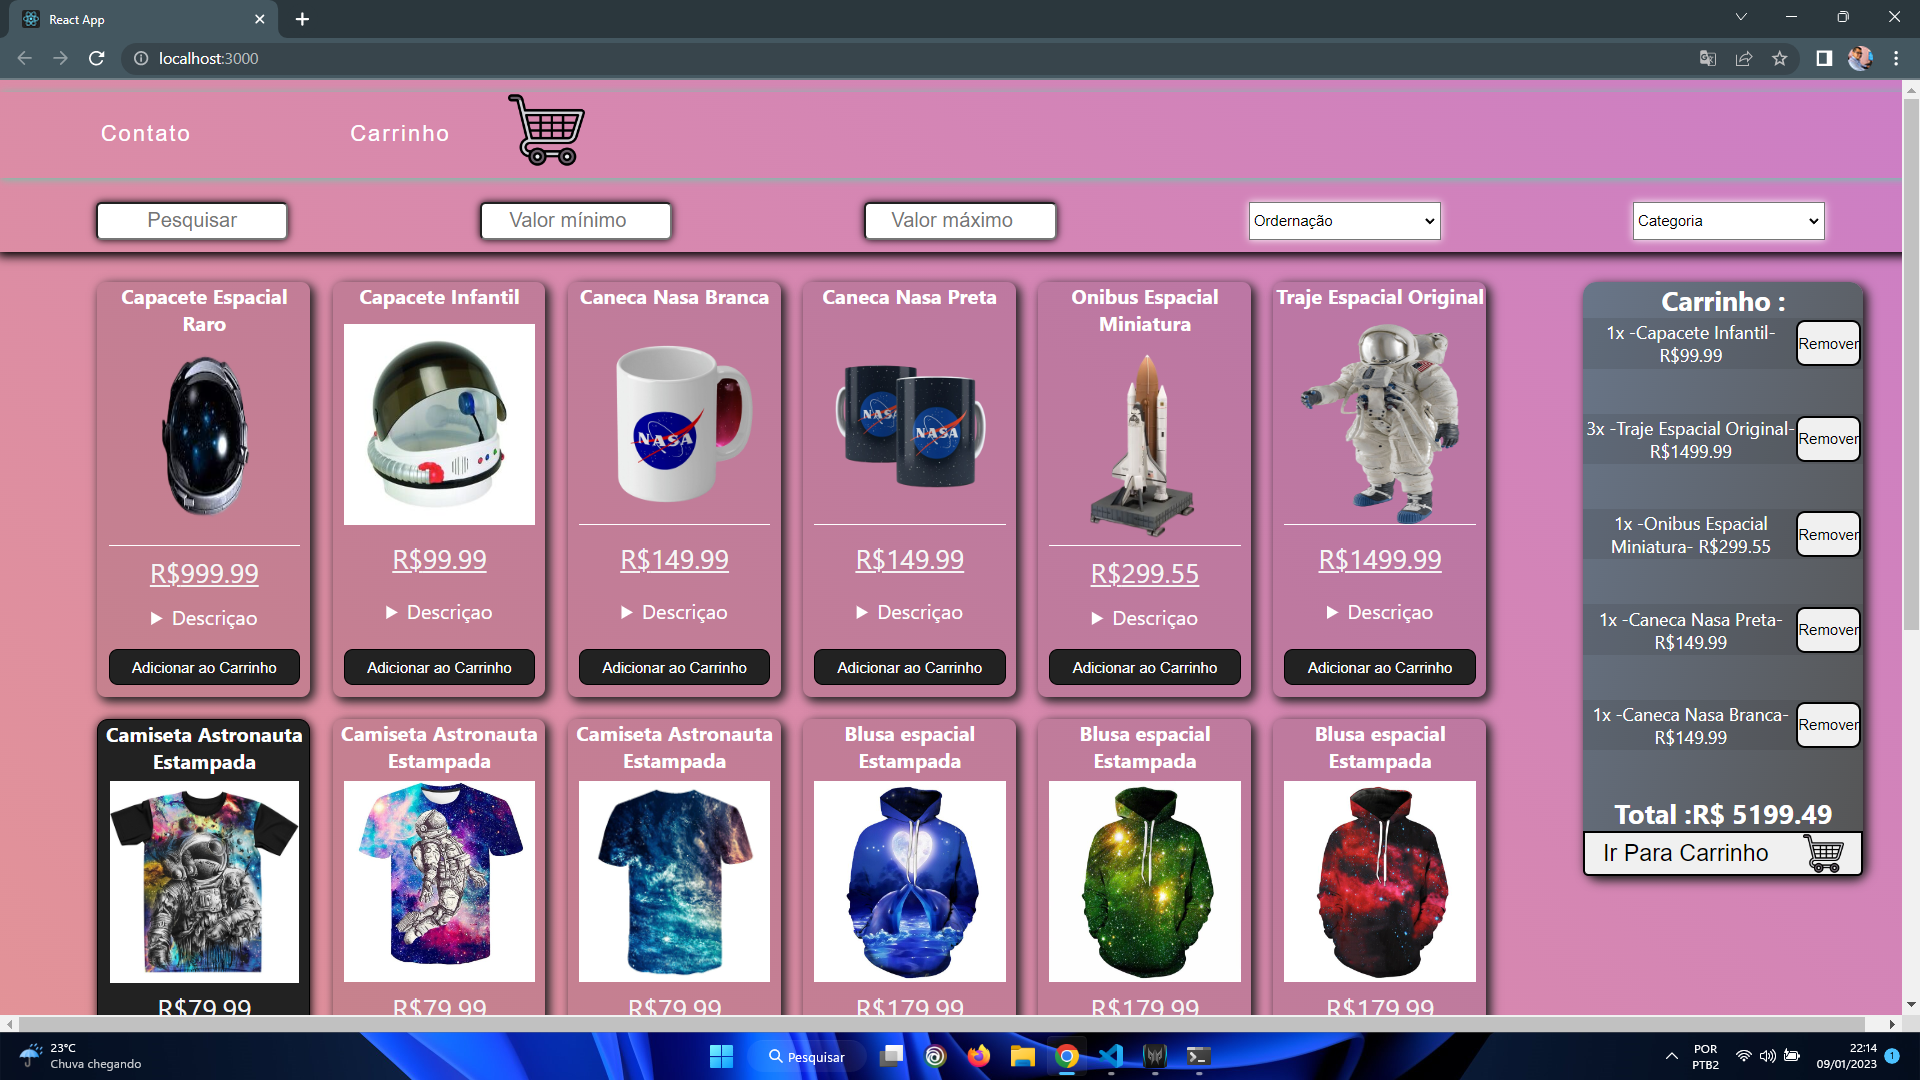 React App
localhost:3000
Contato
Carrinho
Pesquisar
Valor mínimo
Valor máximo
Ordernação
Categoria
Capacete Espacial
Raro
R$999.99
Descriçao
Adicionar ao Carrinho
Capacete Infantil
R$99.99
Descriçao
Adicionar ao Carrinho
Caneca Nasa Branca
NASA
R$149.99
Descriçao
Adicionar ao Carrinho
Caneca Nasa Preta
NASA
NASA
R$149.99
Descriçao
Adicionar ao Carrinho
Onibus Espacial
Miniatura
R$299.55
Descriçao
Adicionar ao Carrinho
Traje Espacial Original
R$1499.99
Descriçao
Adicionar ao Carrinho
Carrinho :
1x -Capacete Infantil-
R$99.99
Remover
3x -Traje Espacial Original-
R$1499.99
Remover
1x -Onibus Espacial
Miniatura- R$299.55
Remover
1x -Caneca Nasa Preta-
R$149.99
Remover
1x -Caneca Nasa Branca-
R$149.99
Remover
Total :R$ 5199.49
Ir Para Carrinho
Camiseta Astronauta
Estampada
R$79.99
Camiseta Astronauta
Estampada
R$79.99
Camiseta Astronauta
Estampada
R$79.99
Blusa espacial
Estampada
R$179.99
Blusa espacial
Estampada
R$179.99
Blusa espacial
Estampada
R$179.99
23°C
Chuva chegando
Pesquisar
POR
PTB2
22:14
09/01/2023
1